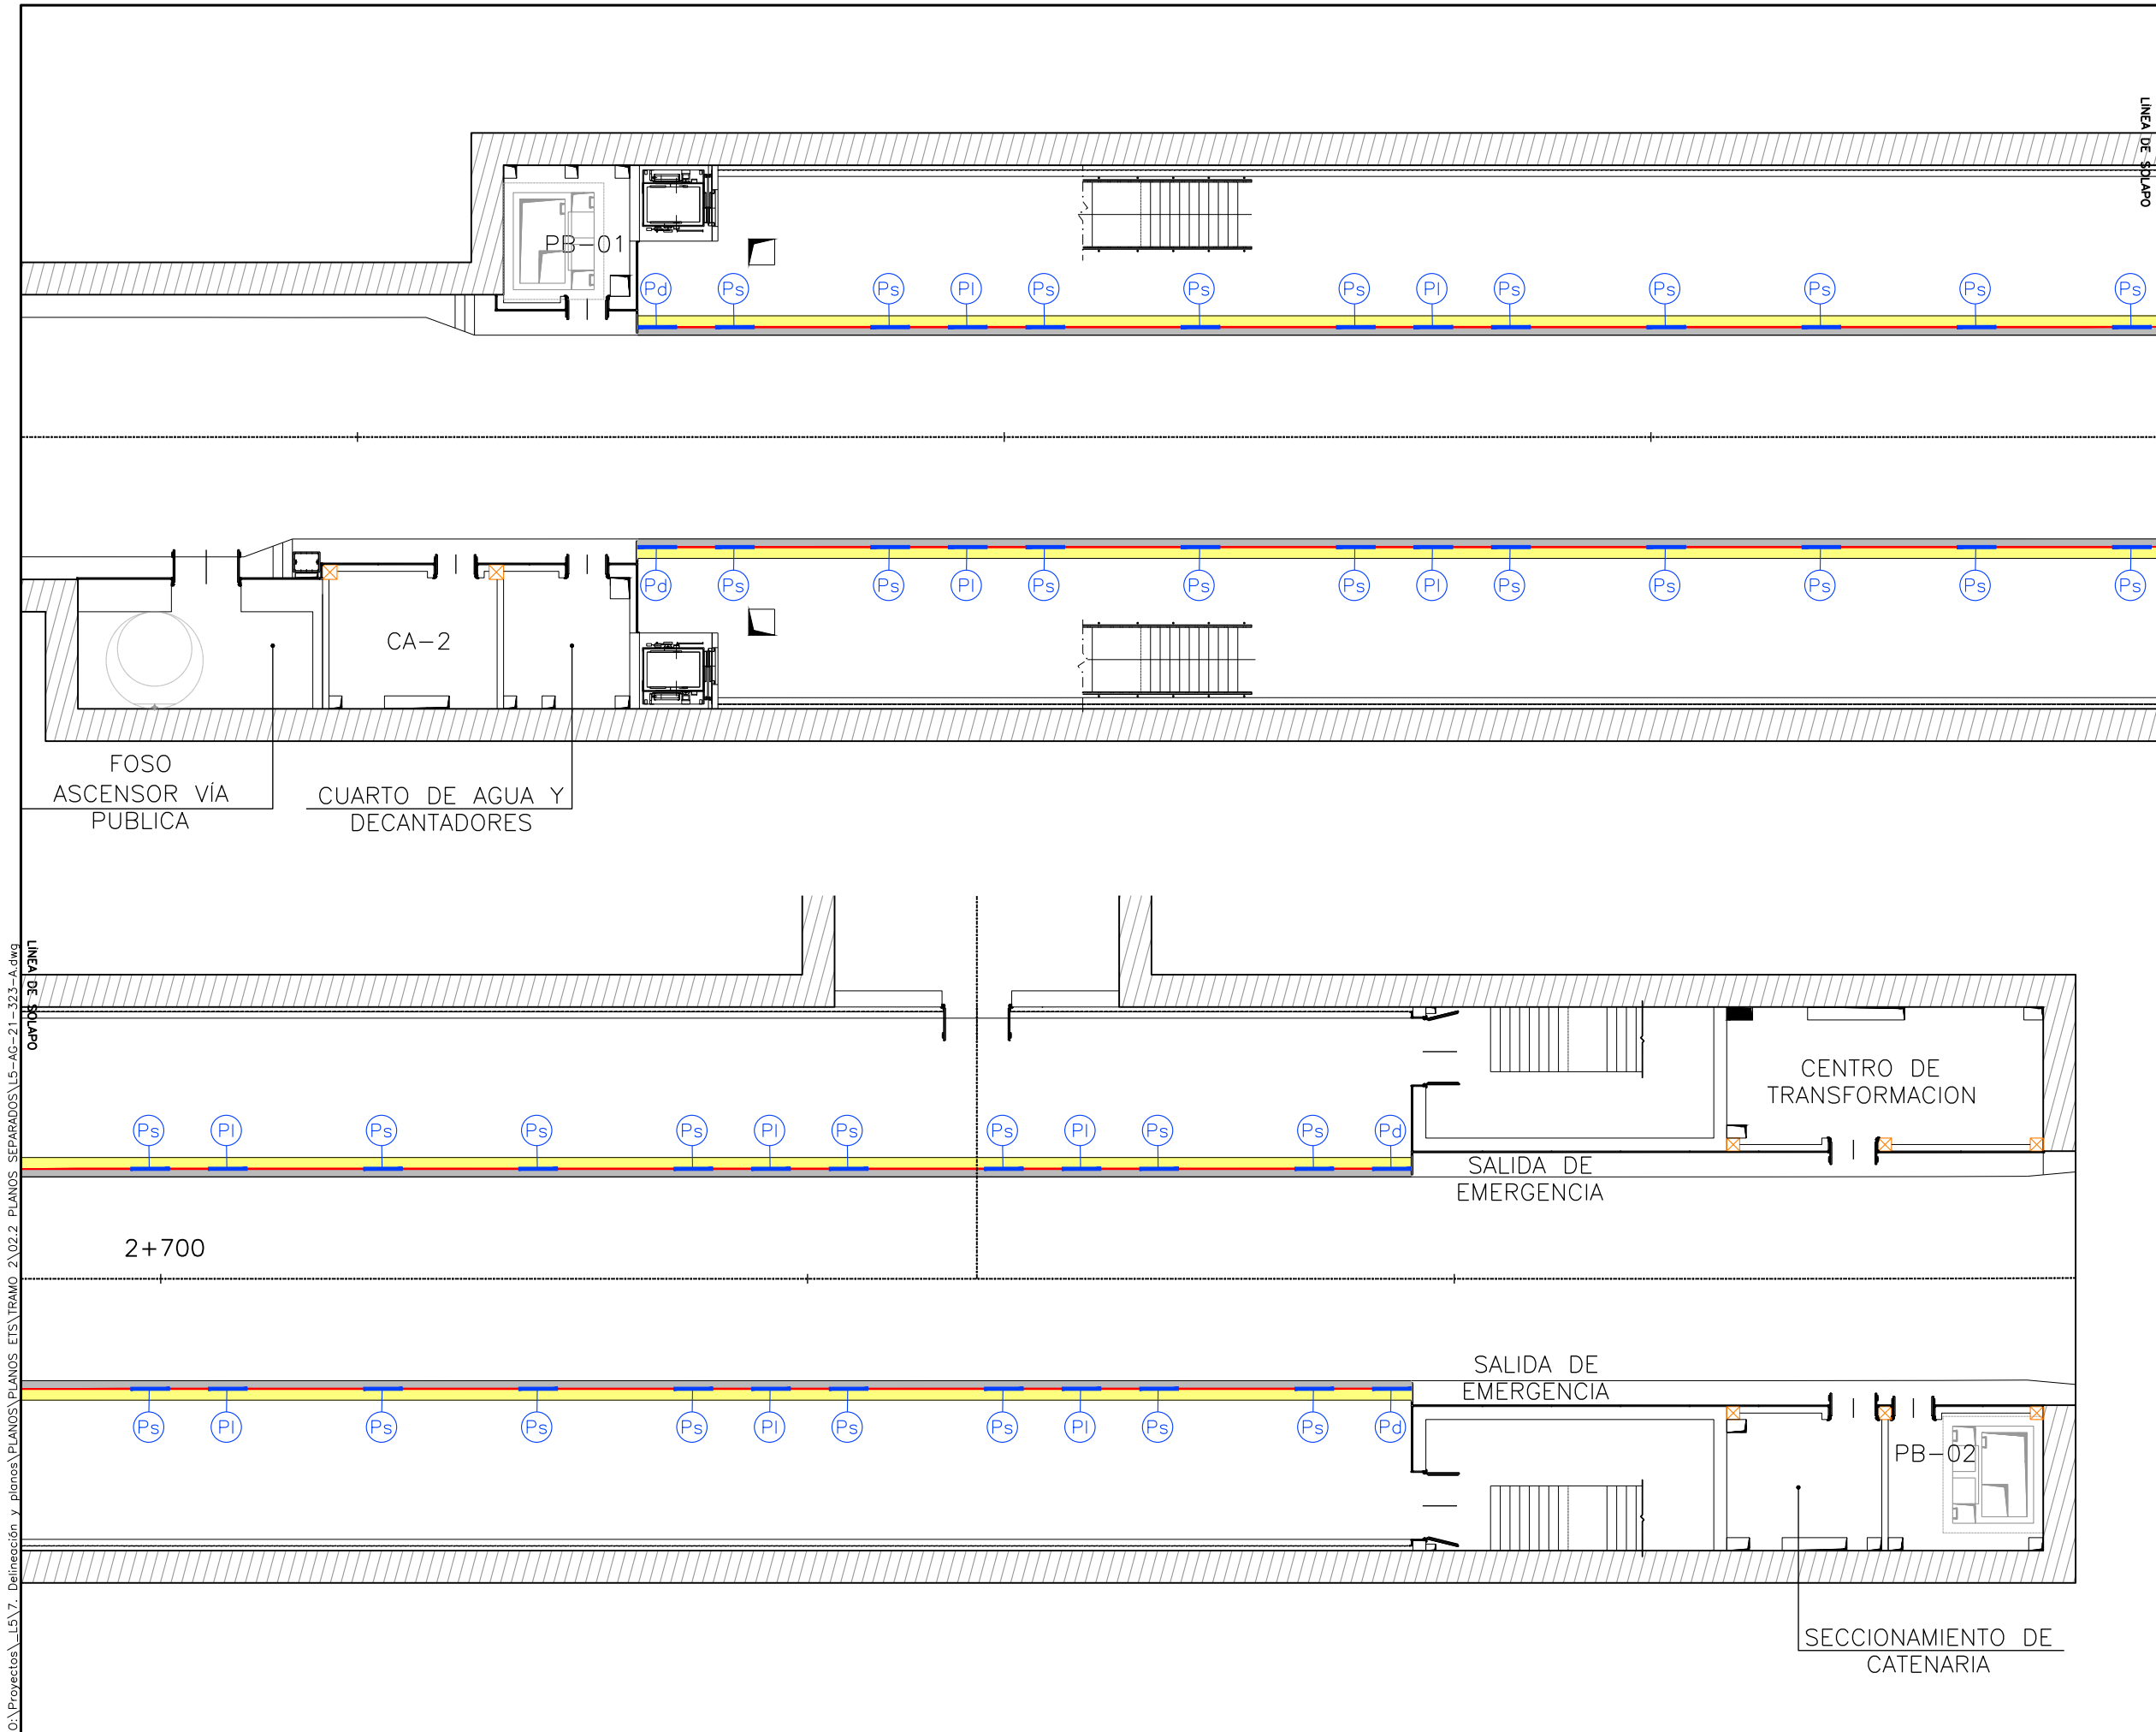 LÍNEA DE SOLAPO
PB-01
Pd Ps Ps Pl Ps Ps Ps Pl Ps Ps Ps Ps Ps
Pd Ps Ps Pl Ps Ps Ps Pl Ps Ps Ps Ps Ps
CA-2
FOSO
ASCENSOR VÍA
PUBLICA
CUARTO DE AGUA Y
DECANTADORES
LÍNEA DE SOLAPO
CENTRO DE
TRANSFORMACION
Ps Pl Ps Ps Ps Pl Ps Ps Pl Ps Ps Pd
SALIDA DE
EMERGENCIA
2+700
SALIDA DE
EMERGENCIA
Ps Pl Ps Ps Ps Pl Ps Ps Pl Ps Ps Pd
PB-02
SECCIONAMIENTO DE
CATENARIA
O:\Proyectos\_L5\7. Delineación y planos\PLANOS\PLANOS ETS\TRAMO 2\02.2 PLANOS SEPARADOS\L5-AG-21-323-A.dwg